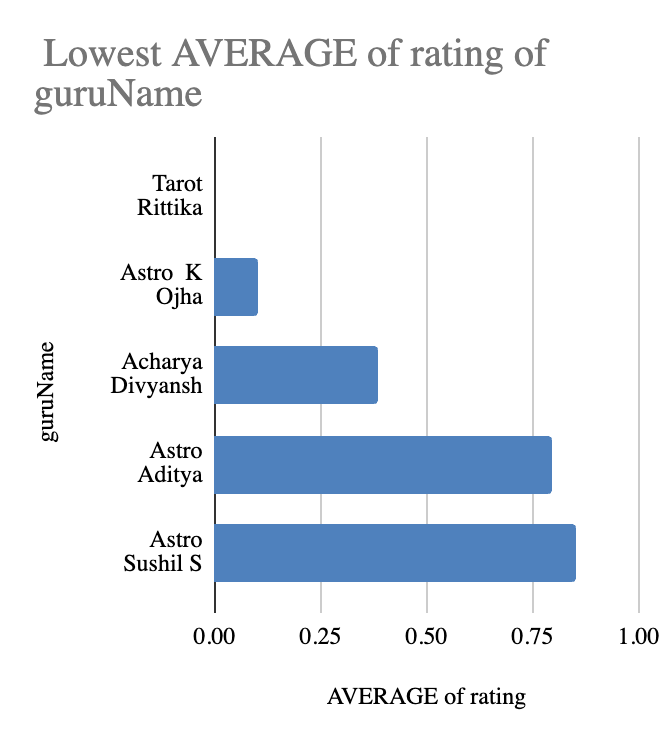 Lowest AVERAGE of rating of
guruName
Tarot
Rittika
Astro  K
Ojha
Acharya
Divyansh
Astro
Aditya
Astro
Sushil S
guruName
0.00 0.25 0.50 0.75 1.00
AVERAGE of rating